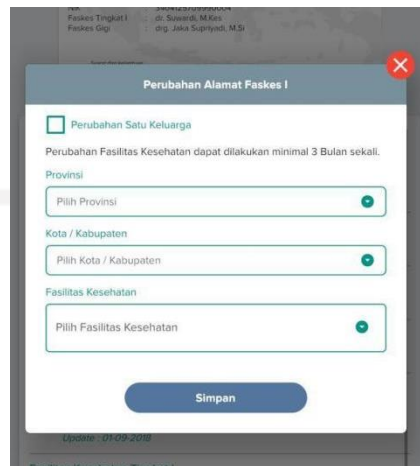 NIK : 3404125709990004
Faskes Tingkat I : dr. Suwardi, M.Kes
Faskes Gigi : drg. Jaka Supriyadi, M.Si
Perubahan Alamat Faskes I
Perubahan Satu Keluarga
Perubahan Fasilitas Kesehatan dapat dilakukan minimal 3 Bulan sekali.
Provinsi
Pilih Provinsi
Kota / Kabupaten
Pilih Kota / Kabupaten
Fasilitas Kesehatan
Pilih Fasilitas Kesehatan
Simpan
Update : 01-09-2018